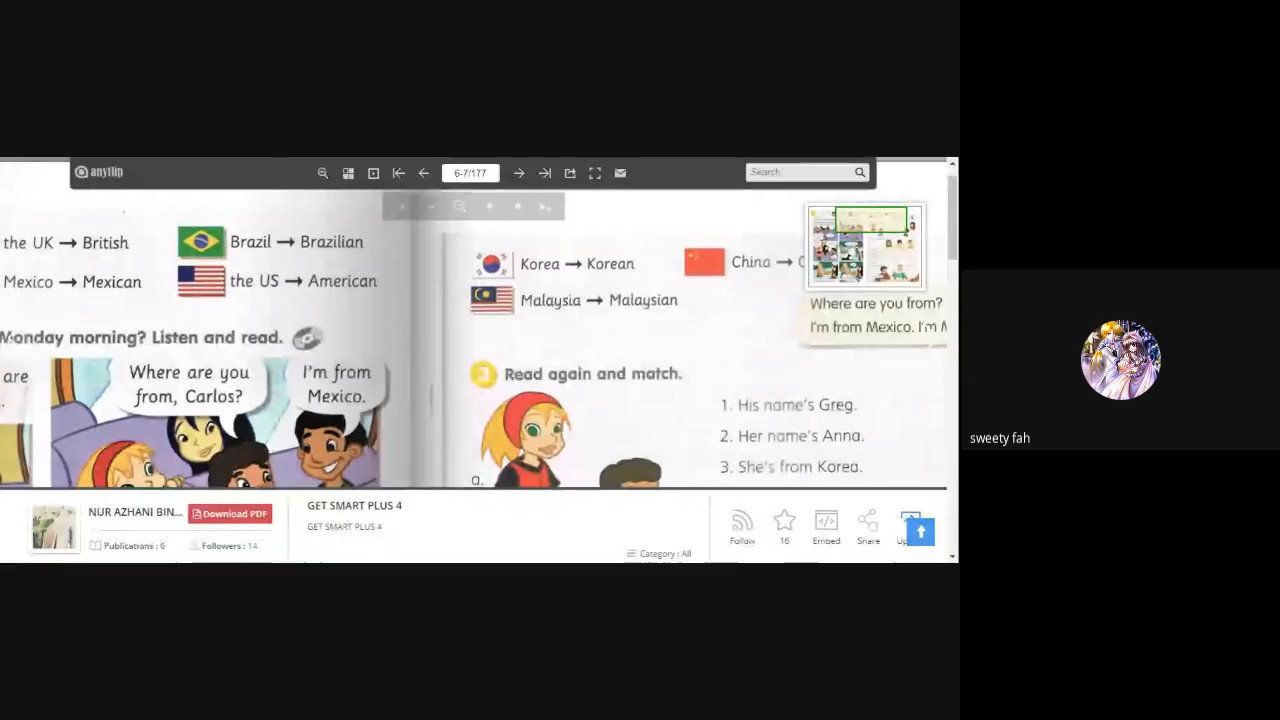 anyflip
6-7/177
Search
the UK → British
Brazil → Brazilian
Mexico → Mexican
the US → American
Monday morning? Listen and read.
are
Where are you
from, Carlos?
I'm from
Mexico.
Korea → Korean
China →
Malaysia → Malaysian
Where are you from?
I'm from Mexico. I'm
Read again and match.
1. His name's Greg.
2. Her name's Anna.
3. She's from Korea.
a.
NUR AZHANI BIN...
Download PDF
Publications : 6
Followers : 14
GET SMART PLUS 4
GET SMART PLUS 4
Category : All
Follow
16
Embed
Share
sweety fah